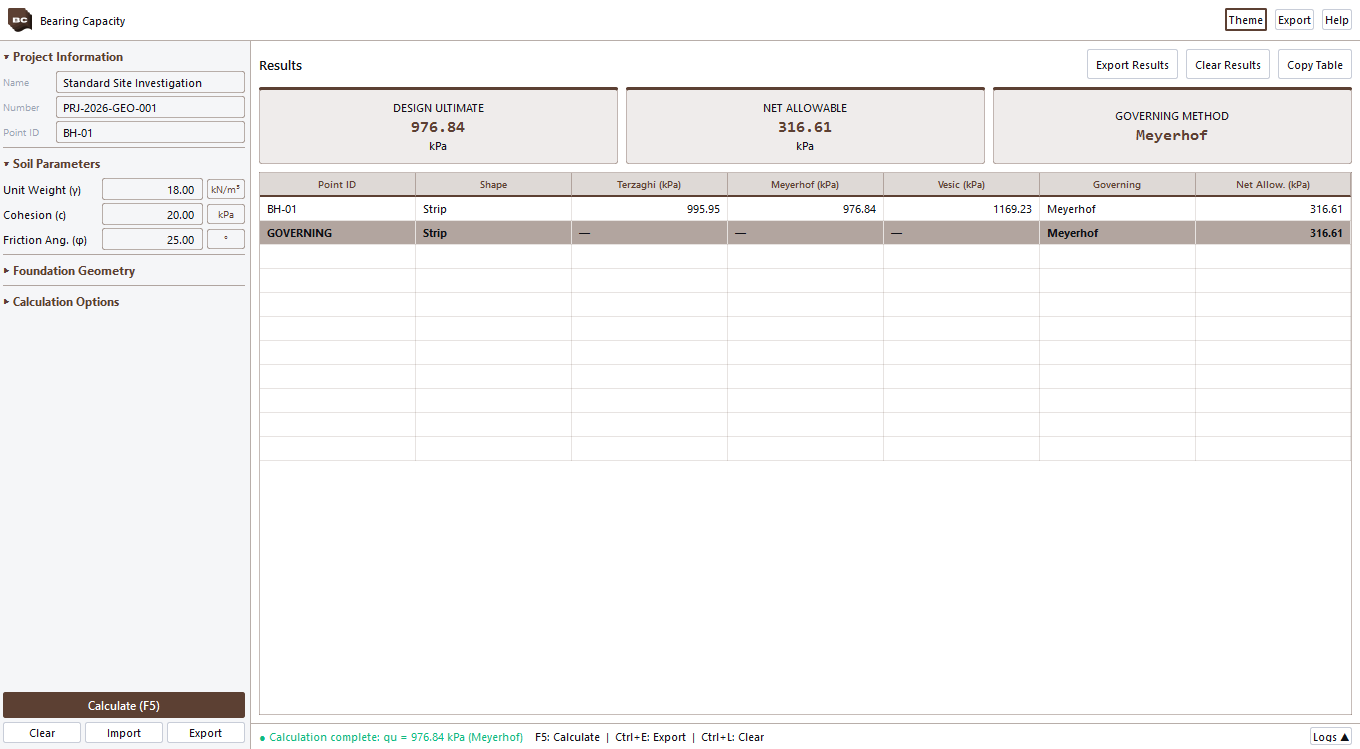 BC Bearing Capacity Theme Export Help
▾ Project Information
Name Standard Site Investigation
Number PRJ-2026-GEO-001
Point ID BH-01
▾ Soil Parameters
Unit Weight (γ) 18.00 kN/m³
Cohesion (c) 20.00 kPa
Friction Ang. (φ) 25.00 °
▸ Foundation Geometry
▸ Calculation Options
Calculate (F5)
Clear Import Export
Results Export Results Clear Results Copy Table
DESIGN ULTIMATE
976.84
kPa
NET ALLOWABLE
316.61
kPa
GOVERNING METHOD
Meyerhof
Point ID Shape Terzaghi (kPa) Meyerhof (kPa) Vesic (kPa) Governing Net Allow. (kPa)
BH-01 Strip 995.95 976.84 1169.23 Meyerhof 316.61
GOVERNING Strip — — — Meyerhof 316.61
● Calculation complete: qu = 976.84 kPa (Meyerhof) F5: Calculate | Ctrl+E: Export | Ctrl+L: Clear Logs ▲